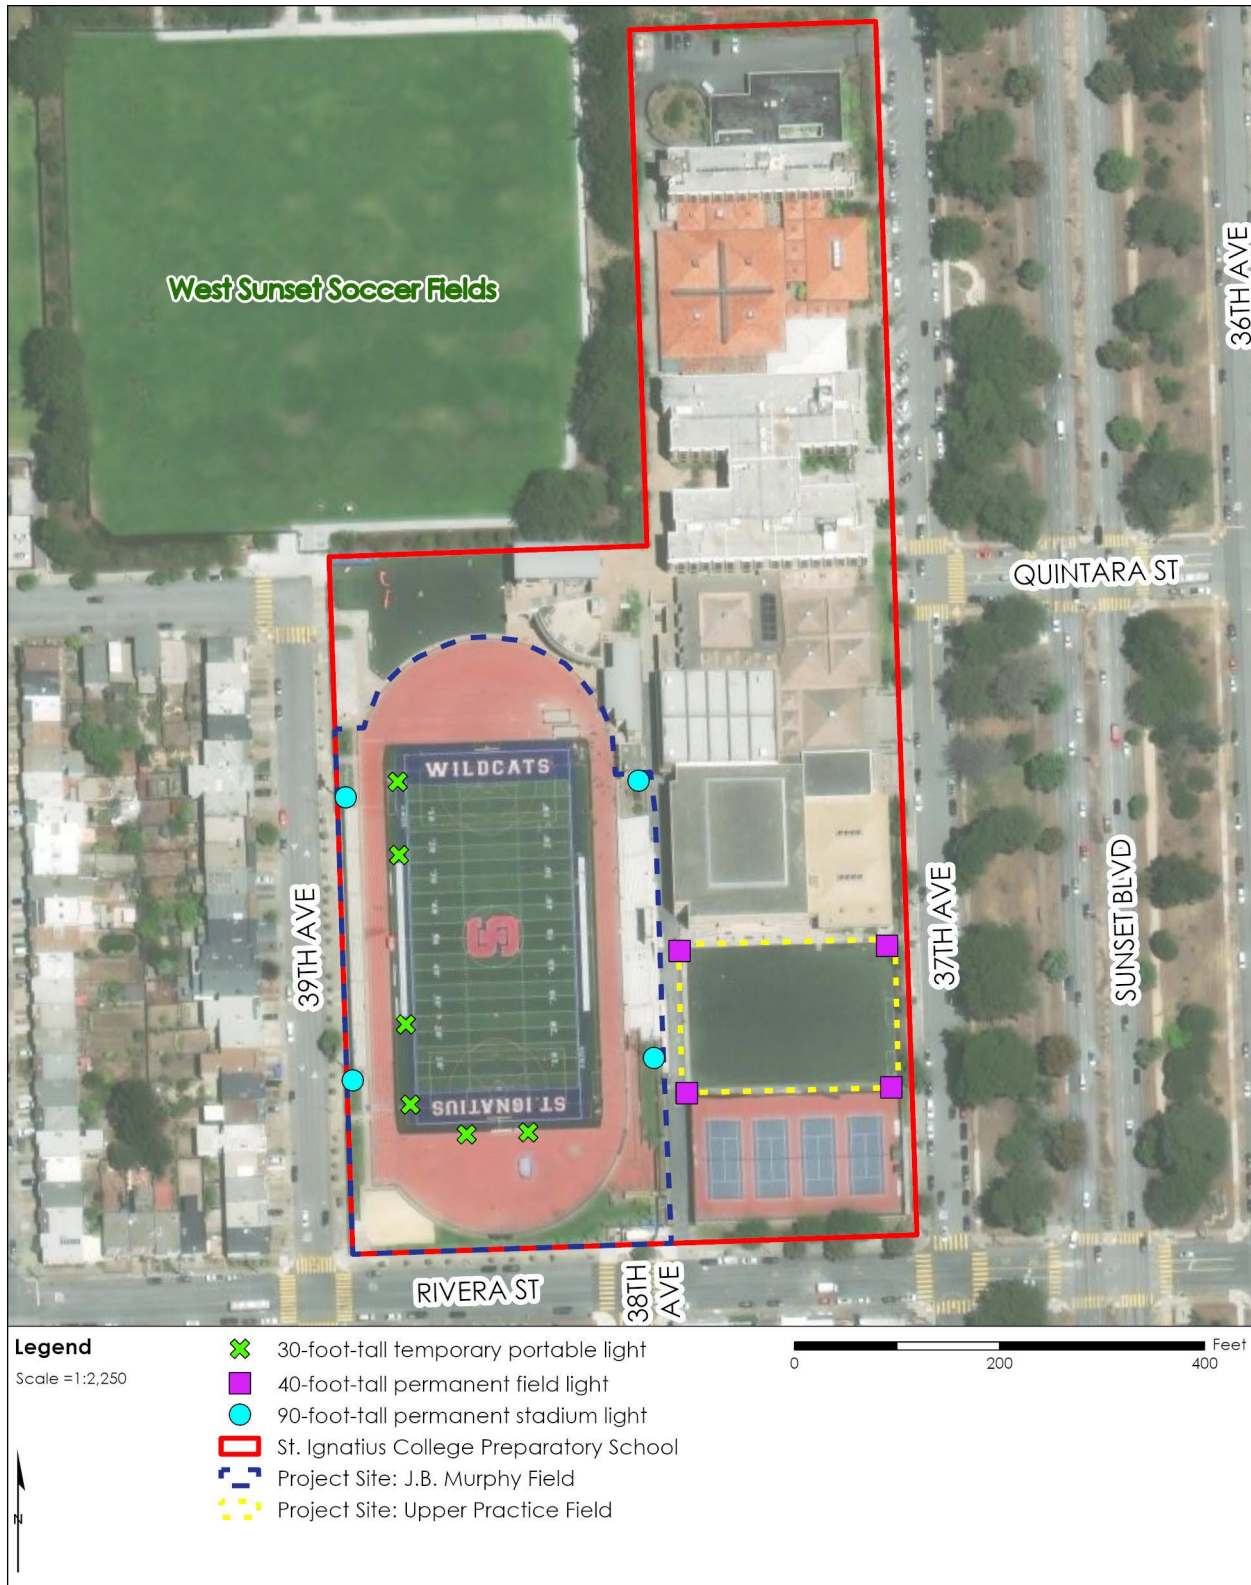 West Sunset Soccer Fields
36TH AVE
QUINTARA ST
WILDCATS
39TH AVE
37TH AVE
SUNSET BLVD
ST. IGNATIUS
RIVERA ST
38TH
AVE
Legend
Scale =1:2,250
N
30-foot-tall temporary portable light
40-foot-tall permanent field light
90-foot-tall permanent stadium light
St. Ignatius College Preparatory School
Project Site: J.B. Murphy Field
Project Site: Upper Practice Field
Feet
0 200 400